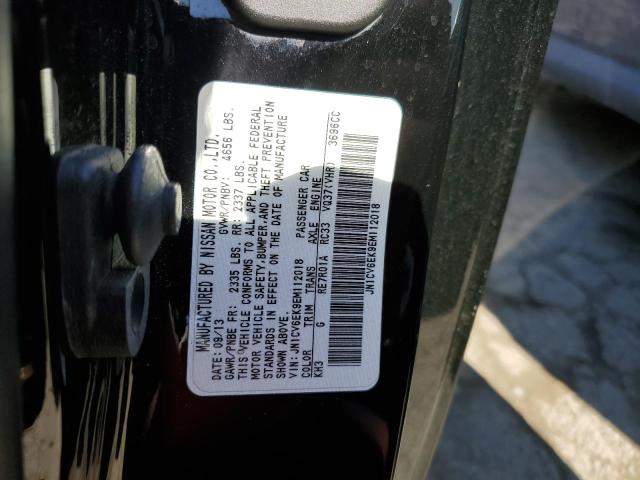 MANUFACTURED BY NISSAN MOTOR CO.,LTD.
DATE: 09/13 GVWR/PNBV: 4656 LBS.
GAWR/PNBE FR: 2335 LBS. RR: 2337 LBS.
THIS VEHICLE CONFORMS TO ALL APPLICABLE FEDERAL
MOTOR VEHICLE SAFETY,BUMPER,AND THEFT PREVENTION
STANDARDS IN EFFECT ON THE DATE OF MANUFACTURE
SHOWN ABOVE.
VIN:JN1CV6EK9EM112018 PASSENGER CAR
COLOR TRIM TRANS AXLE ENGINE
KH3 G RE7R01A RC33 VQ37(VHR) 3696CC
JN1CV6EK9EM112018